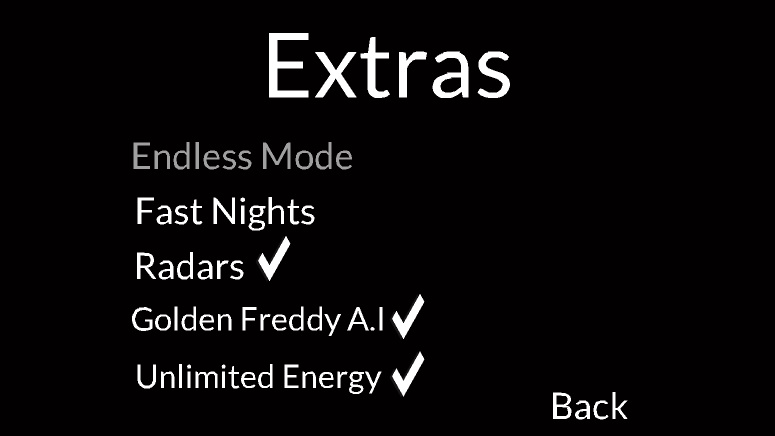 Extras
Endless Mode
Fast Nights
Radars
Golden Freddy A.I
Unlimited Energy
Back